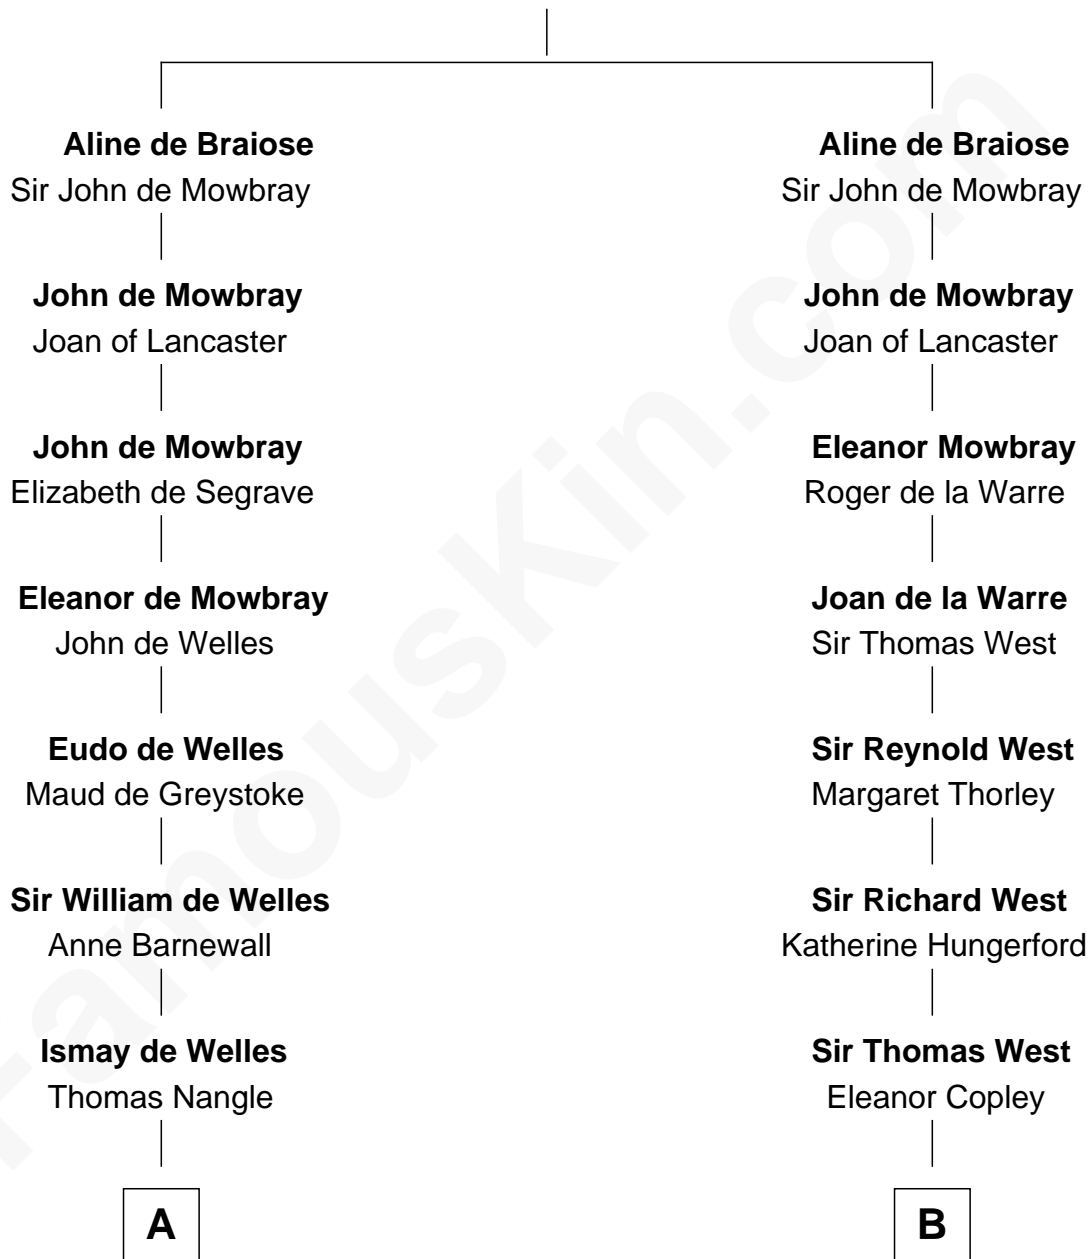 Aline de Braiose
Sir John de Mowbray
John de Mowbray
Joan of Lancaster
John de Mowbray
Elizabeth de Segrave
Eleanor de Mowbray
John de Welles
Eudo de Welles
Maud de Greystoke
Sir William de Welles
Anne Barnewall
Ismay de Welles
Thomas Nangle
A
Aline de Braiose
Sir John de Mowbray
John de Mowbray
Joan of Lancaster
Eleanor Mowbray
Roger de la Warre
Joan de la Warre
Sir Thomas West
Sir Reynold West
Margaret Thorley
Sir Richard West
Katherine Hungerford
Sir Thomas West
Eleanor Copley
B
FamousKin.com